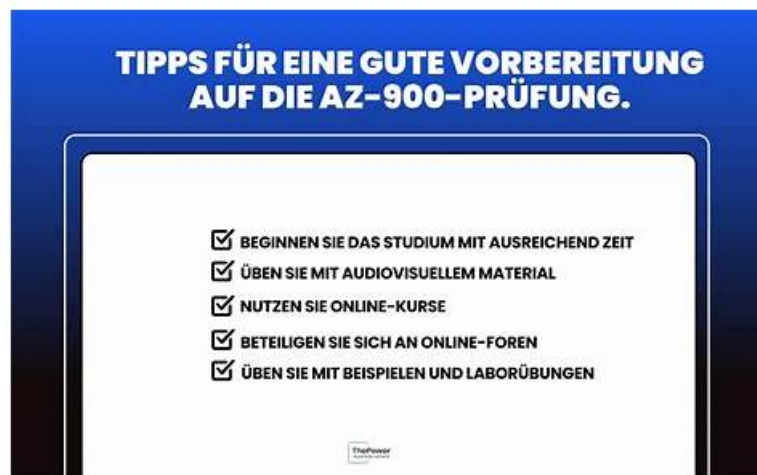 TIPPS FÜR EINE GUTE VORBEREITUNG
AUF DIE AZ-900-PRÜFUNG.
BEGINNEN SIE DAS STUDIUM MIT AUSREICHEND ZEIT
ÜBEN SIE MIT AUDIOVISUELLEM MATERIAL
NUTZEN SIE ONLINE-KURSE
BETEILIGEN SIE SICH AN ONLINE-FOREN
ÜBEN SIE MIT BEISPIELEN UND LABORÜBUNGEN
ThePower